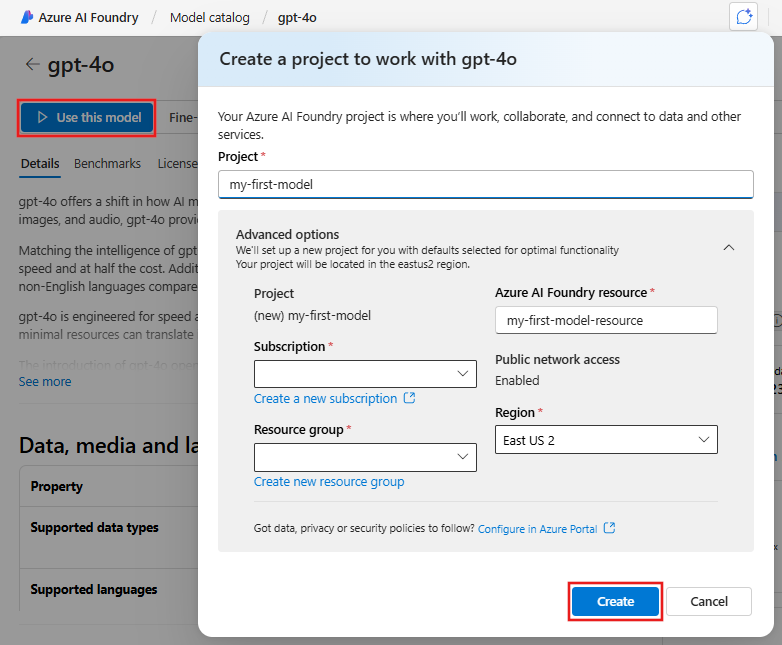 Azure AI Foundry / Model catalog / gpt-4o
gpt-4o
Use this model
Fine-
Details Benchmarks License
gpt-4o offers a shift in how AI m
images, and audio, gpt-4o provi
Matching the intelligence of gpt
speed and at half the cost. Addit
non-English languages compare
gpt-4o is engineered for speed a
minimal resources can translate
The introduction of gpt-4o open
See more
Data, media and la
Property
Supported data types
Supported languages
Create a project to work with gpt-4o
Your Azure AI Foundry project is where you'll work, collaborate, and connect to data and other
services.
Project *
my-first-model
Advanced options
We'll set up a new project for you with defaults selected for optimal functionality
Your project will be located in the eastus2 region.
Project
(new) my-first-model
Subscription *
Create a new subscription
Resource group *
Create new resource group
Azure AI Foundry resource *
my-first-model-resource
Public network access
Enabled
Region *
East US 2
Got data, privacy or security policies to follow? Configure in Azure Portal
Create
Cancel